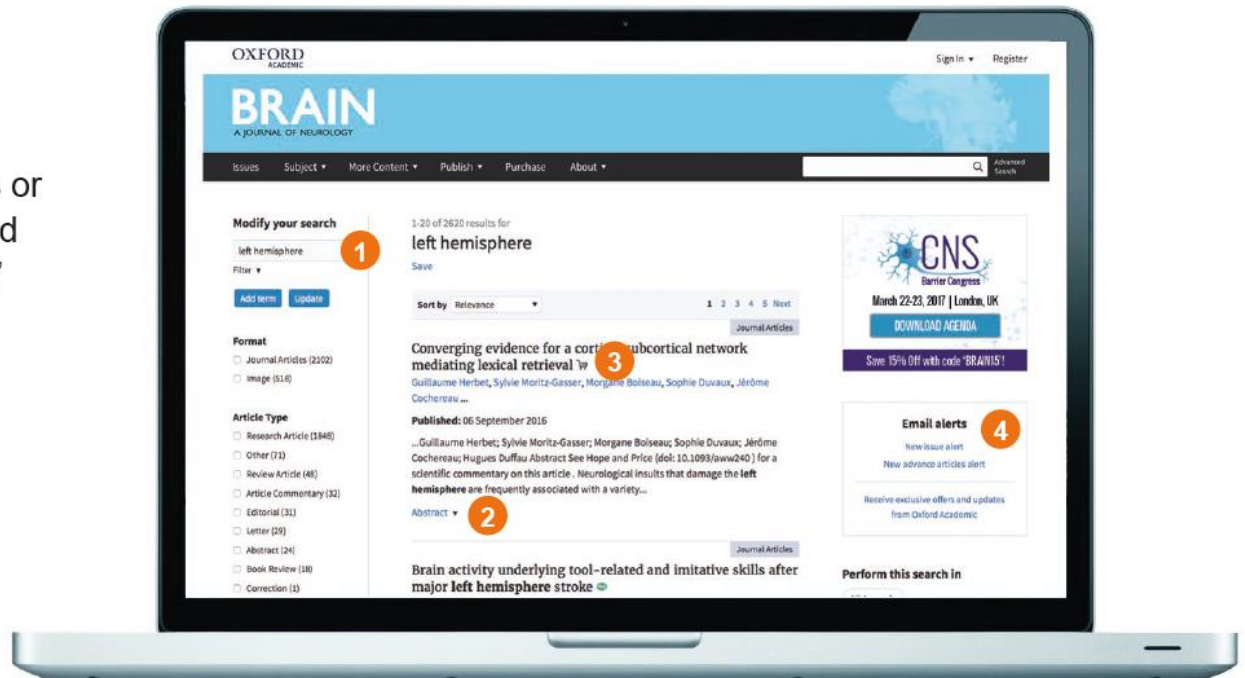 s or
d
,
OXFORD
ACADEMIC
Sign In ▾ Register
BRAIN
A JOURNAL OF NEUROLOGY
Issues Subject ▾ More Content ▾ Publish ▾ Purchase About ▾
Advanced
Search
Modify your search
left hemisphere
1
Filter ▾
Add term Update
Format
Journal Articles (2102)
Image (518)
Article Type
Research Article (1848)
Other (71)
Review Article (48)
Article Commentary (32)
Editorial (31)
Letter (29)
Abstract (24)
Book Review (18)
Correction (1)
1-20 of 2620 results for
left hemisphere
Save
Sort by Relevance ▾ 1 2 3 4 5 Next
Journal Articles
Converging evidence for a subcortical network
mediating lexical retrieval
3
Guillaume Herbet, Sylvie Moritz-Gasser, Morgane Boiseau, Sophie Duvaux, Jérôme
Cochereau ...
Published: 06 September 2016
...Guillaume Herbet; Sylvie Moritz-Gasser; Morgane Boiseau; Sophie Duvaux; Jérôme
Cochereau; Hugues Duffau Abstract See Hope and Price (doi: 10.1093/aww240 ) for a
scientific commentary on this article . Neurological insults that damage the left
hemisphere are frequently associated with a variety...
Abstract ▾
2
Journal Articles
Brain activity underlying tool-related and imitative skills after
major left hemisphere stroke
CNS
Barrier Congress
March 22-23, 2017 | London, UK
DOWNLOAD AGENDA
Save 15% Off with code 'BRAIN15'!
Email alerts
4
New issue alert
New advance articles alert
Receive exclusive offers and updates
from Oxford Academic
Perform this search in